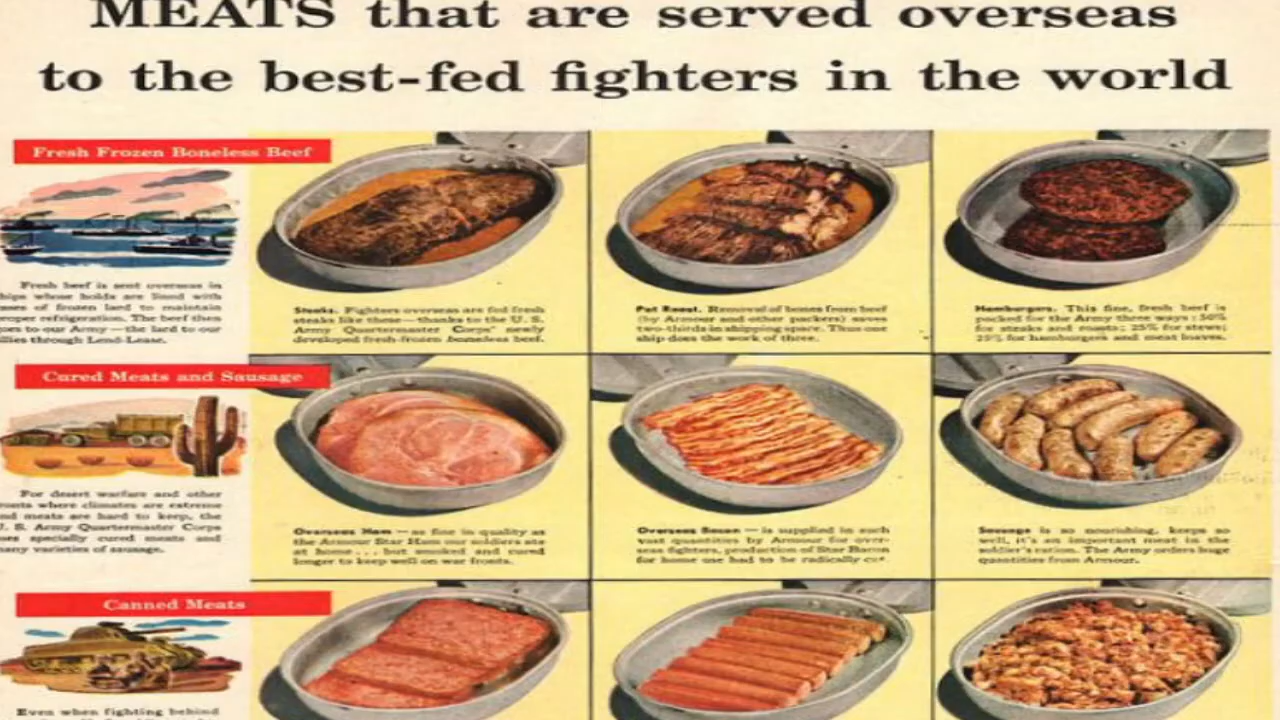 MEATS that are served overseas
to the best-fed fighters in the world
Fresh Frozen Boneless Beef
Fresh beef is sent overseas in
ships whose holds are lined with
of frozen lard to maintain
proper refrigeration. The beef then
goes to our Army—the lard to our
Allies through Lend-Lease.
Steaks. Fighters overseas are fed fresh
steaks like these—thanks to the U. S.
Army Quartermaster Corps' newly
developed fresh-frozen boneless beef.
Pot Roast. Removal of bones from beef
(by Armour and other packers) saves
two-thirds in shipping space. Thus one
ship does the work of three.
Hamburgers. This fine, fresh beef is
packed for the Army three ways: 50%
for steaks and roasts; 25% for stews;
25% for hamburgers and meat loaves.
Cured Meats and Sausage
For desert warfare and other
fronts where climates are extreme
and meats are hard to keep, the
U. S. Army Quartermaster Corps
uses specially cured meats and
many varieties of sausage.
Overseas Ham—as fine in quality as
the Armour Star Ham our soldiers ate
at home...but smoked and cured
longer to keep well on war fronts.
Overseas Bacon—is supplied in such
vast quantities by Armour for over-
seas fighters, production of Star Bacon
for home use had to be radically
Sausage is so nourishing, keeps so
well, it's an important meat in the
soldier's ration. The Army orders huge
quantities from Armour.
Canned Meats
Even when fighting behind